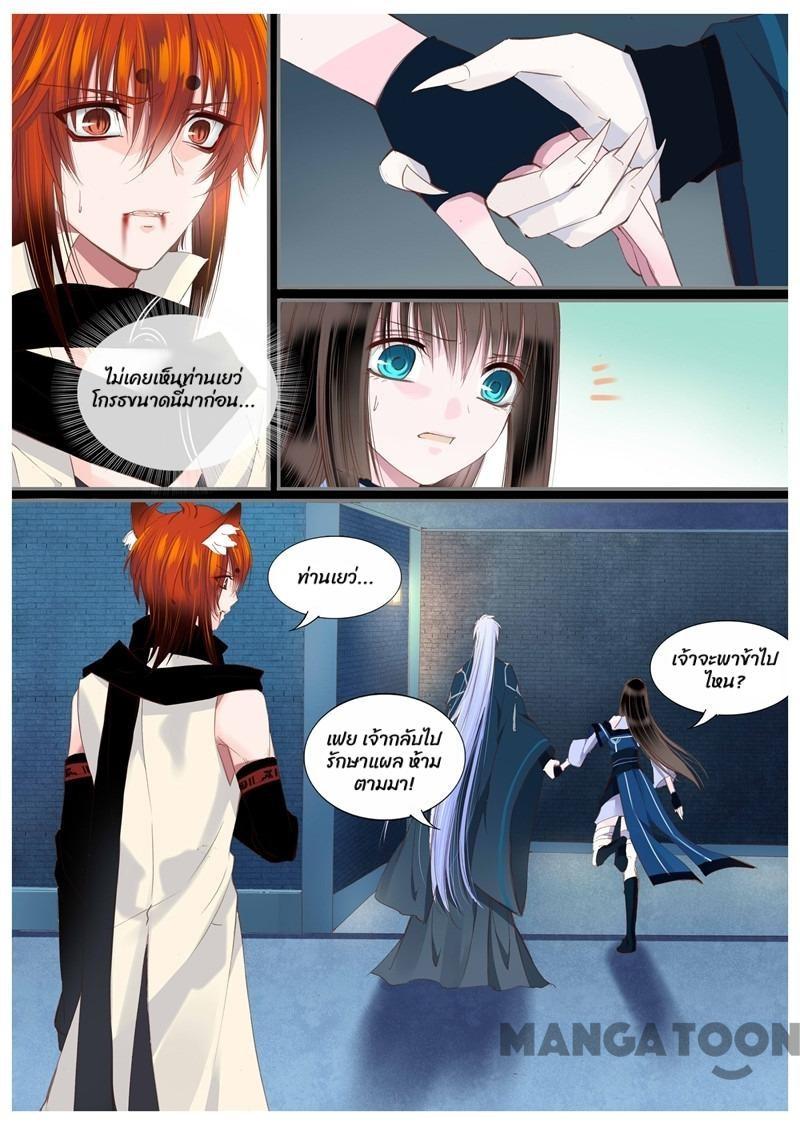 ไม่เคยเห็นท่านเยว่
โกรธขนาดนี้มาก่อน...
ท่านเยว่...
เจ้าจะพาข้าไป
ไหน?
เฟย เจ้ากลับไป
รักษาแผล ห้าม
ตามมา!
MANGATOON